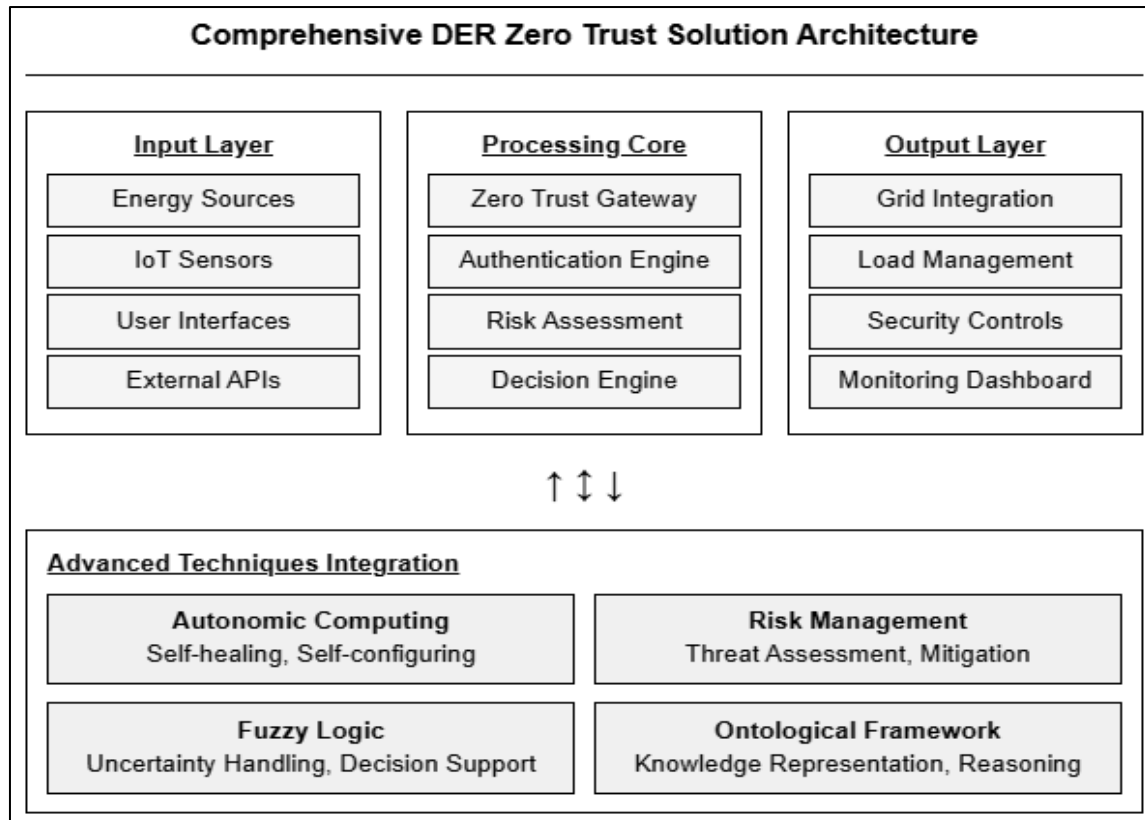 Comprehensive DER Zero Trust Solution Architecture
Input Layer
Energy Sources
IoT Sensors
User Interfaces
External APIs
Processing Core
Zero Trust Gateway
Authentication Engine
Risk Assessment
Decision Engine
Output Layer
Grid Integration
Load Management
Security Controls
Monitoring Dashboard
↑ ↕ ↓
Advanced Techniques Integration
Autonomic Computing
Self-healing, Self-configuring
Risk Management
Threat Assessment, Mitigation
Fuzzy Logic
Uncertainty Handling, Decision Support
Ontological Framework
Knowledge Representation, Reasoning